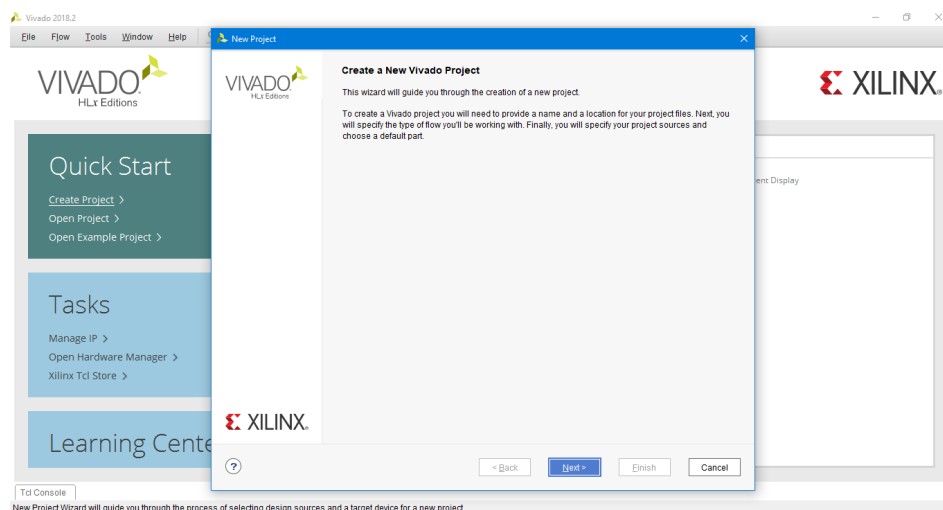 Vivado 2018.2
File Flow Tools Window Help
New Project
VIVADO.
HLx Editions
VIVADO.
HLx Editions
Create a New Vivado Project
This wizard will guide you through the creation of a new project.
To create a Vivado project you will need to provide a name and a location for your project files. Next, you
will specify the type of flow you'll be working with. Finally, you will specify your project sources and
choose a default part.
XILINX.
Quick Start
Create Project >
Open Project >
Open Example Project >
ent Display
Tasks
Manage IP >
Open Hardware Manager >
Xilinx Tcl Store >
XILINX.
Learning Cente
?
< Back Next > Finish Cancel
Tcl Console
New Project Wizard will guide you through the process of selecting design sources and a target device for a new project